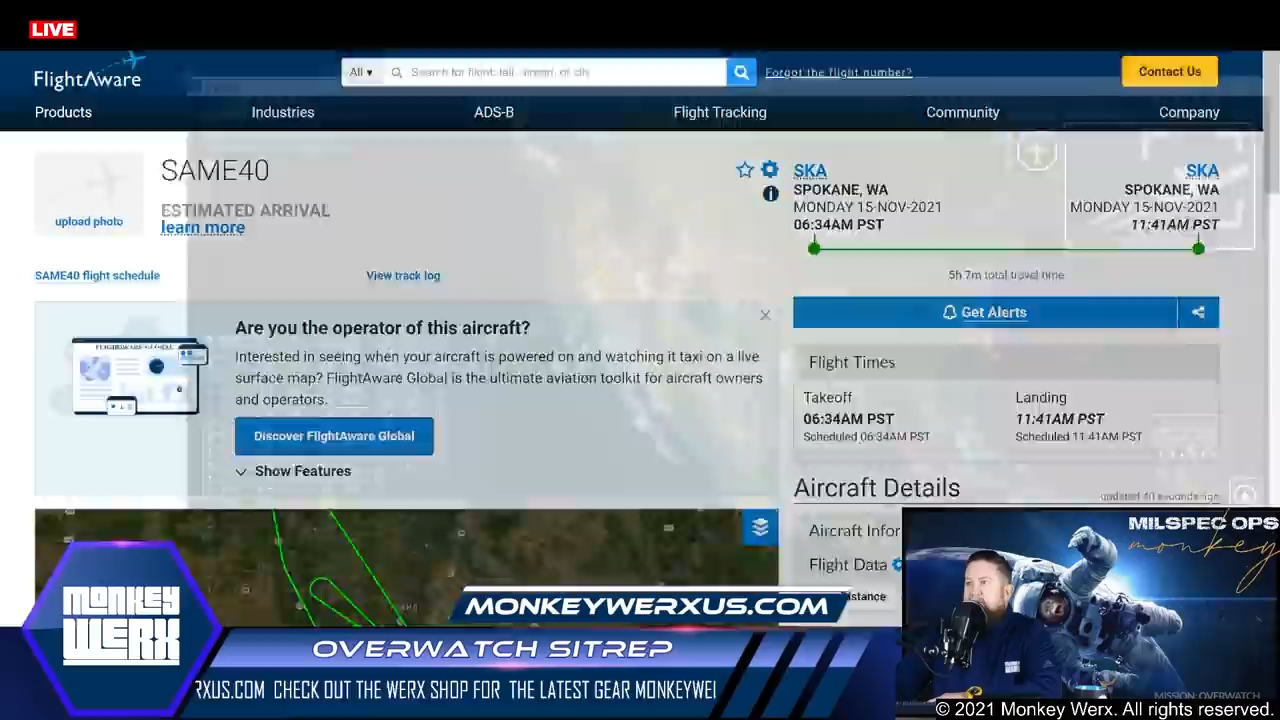 LIVE
FlightAware
All ▾
Forgot the flight number?
Contact Us
Products
Industries
ADS-B
Flight Tracking
Community
Company
upload photo
SAME40
ESTIMATED ARRIVAL
learn more
SKA
SPOKANE, WA
MONDAY 15-NOV-2021
06:34AM PST
SKA
SPOKANE, WA
MONDAY 15-NOV-2021
11:41AM PST
5h 7m total travel time
SAME40 flight schedule
View track log
Get Alerts
Are you the operator of this aircraft?
Interested in seeing when your aircraft is powered on and watching it taxi on a live
surface map? FlightAware Global is the ultimate aviation toolkit for aircraft owners
and operators.
Discover FlightAware Global
Show Features
Flight Times
Takeoff
06:34AM PST
Scheduled 06:34AM PST
Landing
11:41AM PST
Scheduled 11:41AM PST
Aircraft Details
Aircraft Infor
Flight Data
istance
MILSPEC OPS
monkey
MONKEY
WERX
MONKEYWERXUS.COM
OVERWATCH SITREP
RXUS.COM CHECK OUT THE WERX SHOP FOR THE LATEST GEAR MONKEYWEI
MISSION: OVERWATCH
© 2021 Monkey Werx. All rights reserved.